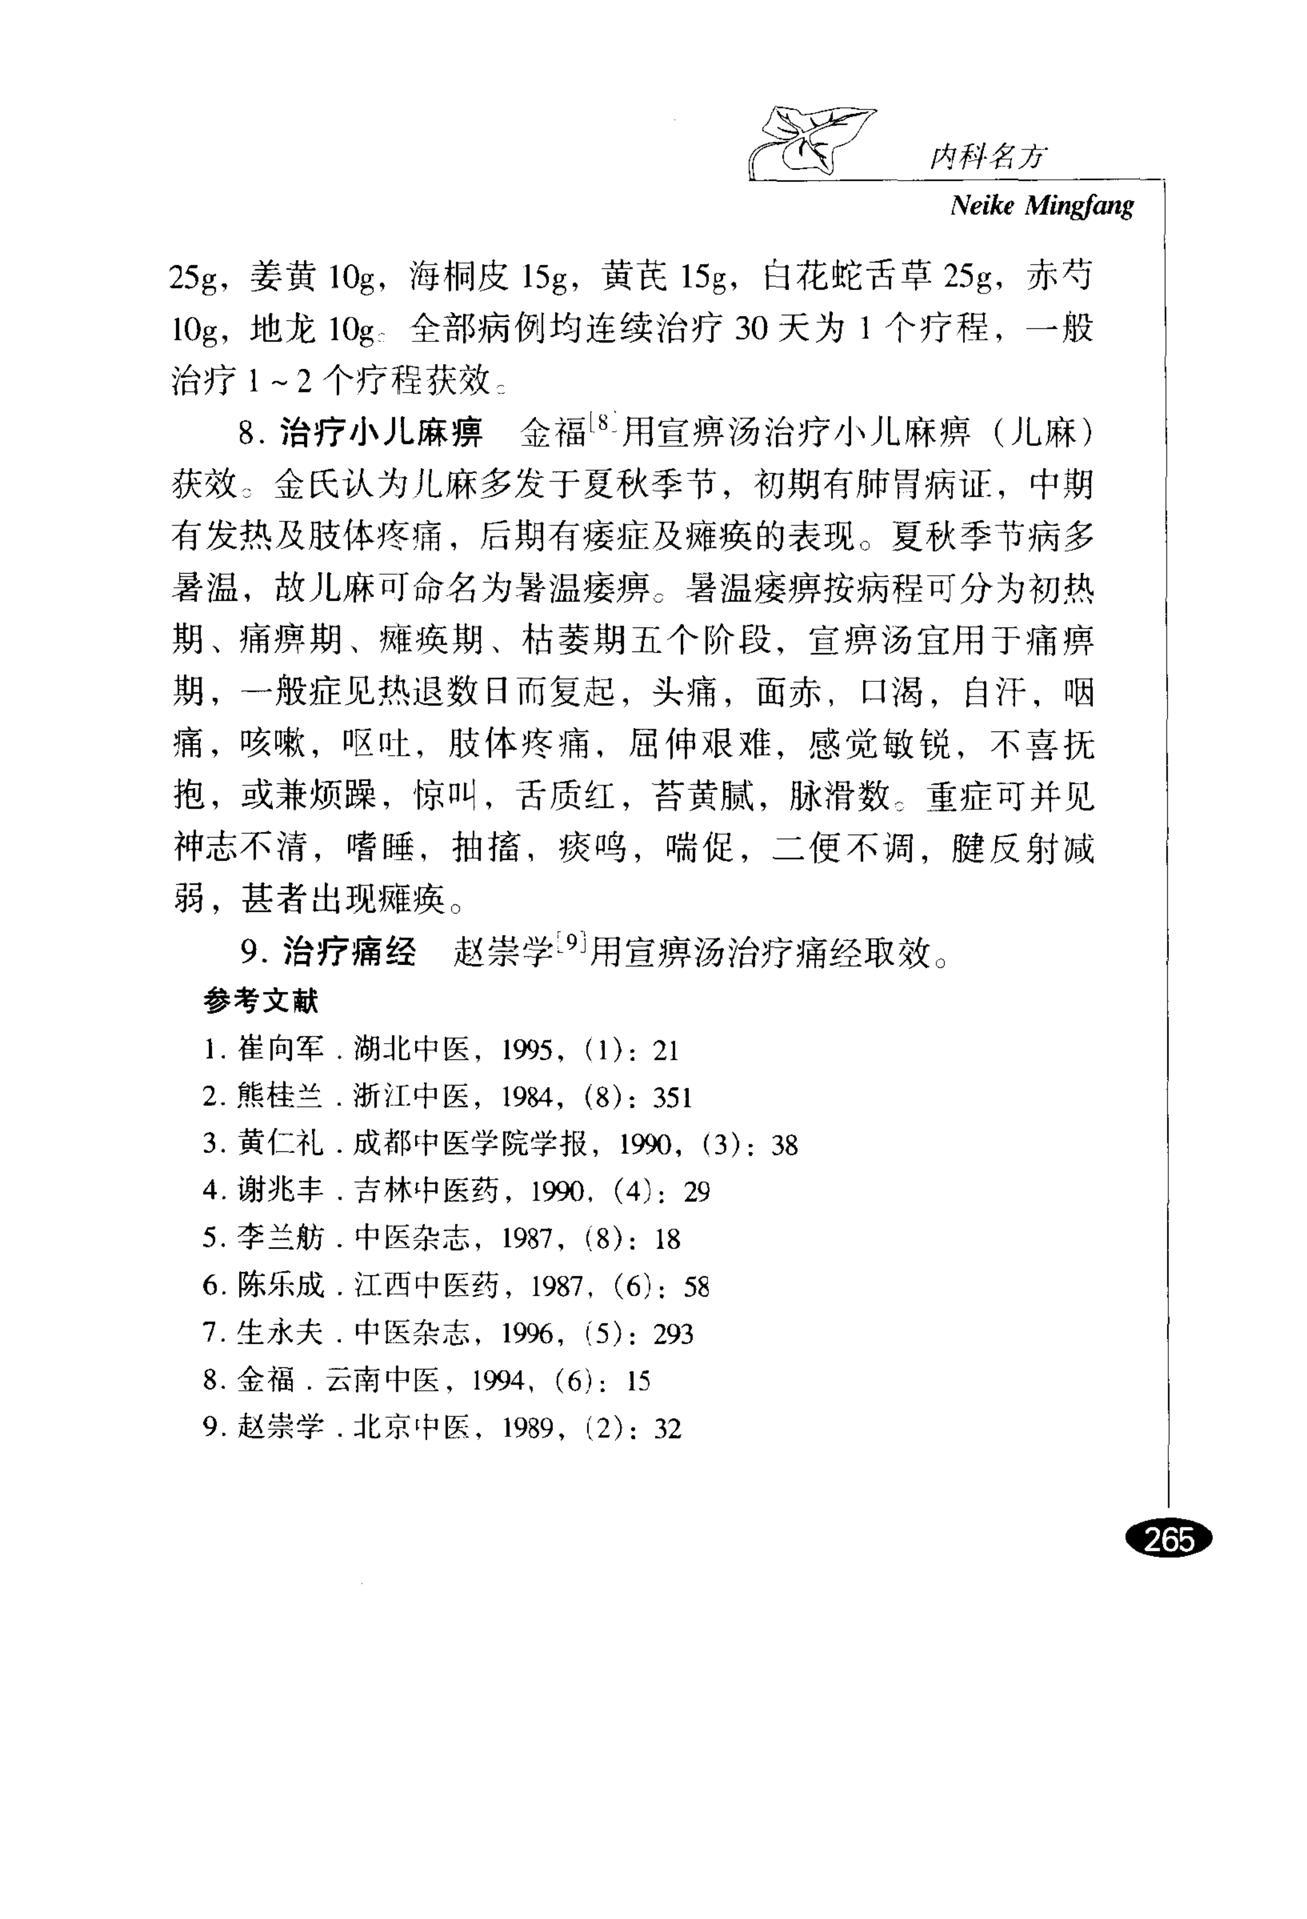 内科名方
Neike Mingfang
25g，姜黄 10g，海桐皮 15g，黄芪 15g，白花蛇舌草 25g，赤芍
10g，地龙 10g。全部病例均连续治疗 30 天为 1 个疗程，一般
治疗 1 ~ 2 个疗程获效。
8. 治疗小儿麻痹　金福[8]用宣痹汤治疗小儿麻痹（儿麻）
获效。金氏认为儿麻多发于夏秋季节，初期有肺胃病证，中期
有发热及肢体疼痛，后期有痿症及瘫痪的表现。夏秋季节病多
暑温，故儿麻可命名为暑温痿痹。暑温痿痹按病程可分为初热
期、痛痹期、瘫痪期、枯萎期五个阶段，宣痹汤宜用于痛痹
期，一般症见热退数日而复起，头痛，面赤，口渴，自汗，咽
痛，咳嗽，呕吐，肢体疼痛，屈伸艰难，感觉敏锐，不喜抚
抱，或兼烦躁，惊叫，舌质红，苔黄腻，脉滑数。重症可并见
神志不清，嗜睡，抽搐，痰鸣，喘促，二便不调，腱反射减
弱，甚者出现瘫痪。
9. 治疗痛经　赵崇学[9]用宣痹汤治疗痛经取效。
参考文献
1. 崔向军．湖北中医，1995，(1)：21
2. 熊桂兰．浙江中医，1984，(8)：351
3. 黄仁礼．成都中医学院学报，1990，(3)：38
4. 谢兆丰．吉林中医药，1990，(4)：29
5. 李兰舫．中医杂志，1987，(8)：18
6. 陈乐成．江西中医药，1987，(6)：58
7. 生永夫．中医杂志，1996，(5)：293
8. 金福．云南中医，1994，(6)：15
9. 赵崇学．北京中医，1989，(2)：32
265